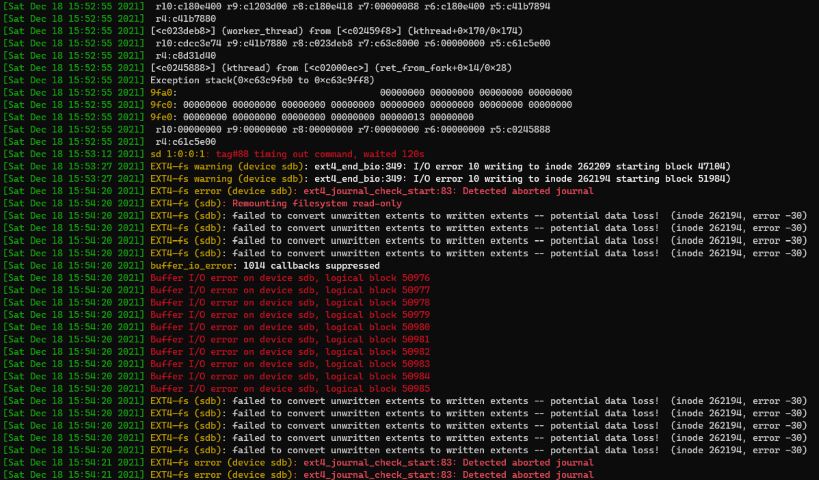 [Sat Dec 18 15:52:55 2021]  r10:c180e400 r9:c1203d00 r8:c180e418 r7:00000088 r6:c180e400 r5:c41b7894
[Sat Dec 18 15:52:55 2021]  r4:c41b7880
[Sat Dec 18 15:52:55 2021] [<c023deb8>] (worker_thread) from [<c02459f8>] (kthread+0x170/0x174)
[Sat Dec 18 15:52:55 2021]  r10:cdcc3e74 r9:c41b7880 r8:c023deb8 r7:c63c8000 r6:00000000 r5:c61c5e00
[Sat Dec 18 15:52:55 2021]  r4:c8d31d40
[Sat Dec 18 15:52:55 2021] [<c0245888>] (kthread) from [<c02000ec>] (ret_from_fork+0x14/0x28)
[Sat Dec 18 15:52:55 2021] Exception stack(0xc63c9fb0 to 0xc63c9ff8)
[Sat Dec 18 15:52:55 2021] 9fa0:                                     00000000 00000000 00000000 00000000
[Sat Dec 18 15:52:55 2021] 9fc0: 00000000 00000000 00000000 00000000 00000000 00000000 00000000 00000000
[Sat Dec 18 15:52:55 2021] 9fe0: 00000000 00000000 00000000 00000000 00000013 00000000
[Sat Dec 18 15:52:55 2021]  r10:00000000 r9:00000000 r8:00000000 r7:00000000 r6:00000000 r5:c0245888
[Sat Dec 18 15:52:55 2021]  r4:c61c5e00
[Sat Dec 18 15:53:12 2021] sd 1:0:0:1: tag#88 timing out command, waited 120s
[Sat Dec 18 15:53:27 2021] EXT4-fs warning (device sdb): ext4_end_bio:349: I/O error 10 writing to inode 262209 starting block 47104)
[Sat Dec 18 15:53:27 2021] EXT4-fs warning (device sdb): ext4_end_bio:349: I/O error 10 writing to inode 262194 starting block 51984)
[Sat Dec 18 15:54:20 2021] EXT4-fs error (device sdb): ext4_journal_check_start:83: Detected aborted journal
[Sat Dec 18 15:54:20 2021] EXT4-fs (sdb): Remounting filesystem read-only
[Sat Dec 18 15:54:20 2021] EXT4-fs (sdb): failed to convert unwritten extents to written extents -- potential data loss!  (inode 262194, error -30)
[Sat Dec 18 15:54:20 2021] EXT4-fs (sdb): failed to convert unwritten extents to written extents -- potential data loss!  (inode 262194, error -30)
[Sat Dec 18 15:54:20 2021] EXT4-fs (sdb): failed to convert unwritten extents to written extents -- potential data loss!  (inode 262194, error -30)
[Sat Dec 18 15:54:20 2021] EXT4-fs (sdb): failed to convert unwritten extents to written extents -- potential data loss!  (inode 262194, error -30)
[Sat Dec 18 15:54:20 2021] buffer_io_error: 1014 callbacks suppressed
[Sat Dec 18 15:54:20 2021] Buffer I/O error on device sdb, logical block 50976
[Sat Dec 18 15:54:20 2021] Buffer I/O error on device sdb, logical block 50977
[Sat Dec 18 15:54:20 2021] Buffer I/O error on device sdb, logical block 50978
[Sat Dec 18 15:54:20 2021] Buffer I/O error on device sdb, logical block 50979
[Sat Dec 18 15:54:20 2021] Buffer I/O error on device sdb, logical block 50980
[Sat Dec 18 15:54:20 2021] Buffer I/O error on device sdb, logical block 50981
[Sat Dec 18 15:54:20 2021] Buffer I/O error on device sdb, logical block 50982
[Sat Dec 18 15:54:20 2021] Buffer I/O error on device sdb, logical block 50983
[Sat Dec 18 15:54:20 2021] Buffer I/O error on device sdb, logical block 50984
[Sat Dec 18 15:54:20 2021] Buffer I/O error on device sdb, logical block 50985
[Sat Dec 18 15:54:20 2021] EXT4-fs (sdb): failed to convert unwritten extents to written extents -- potential data loss!  (inode 262194, error -30)
[Sat Dec 18 15:54:20 2021] EXT4-fs (sdb): failed to convert unwritten extents to written extents -- potential data loss!  (inode 262194, error -30)
[Sat Dec 18 15:54:20 2021] EXT4-fs (sdb): failed to convert unwritten extents to written extents -- potential data loss!  (inode 262194, error -30)
[Sat Dec 18 15:54:20 2021] EXT4-fs (sdb): failed to convert unwritten extents to written extents -- potential data loss!  (inode 262194, error -30)
[Sat Dec 18 15:54:20 2021] EXT4-fs (sdb): failed to convert unwritten extents to written extents -- potential data loss!  (inode 262194, error -30)
[Sat Dec 18 15:54:21 2021] EXT4-fs error (device sdb): ext4_journal_check_start:83: Detected aborted journal
[Sat Dec 18 15:54:21 2021] EXT4-fs error (device sdb): ext4_journal_check_start:83: Detected aborted journal